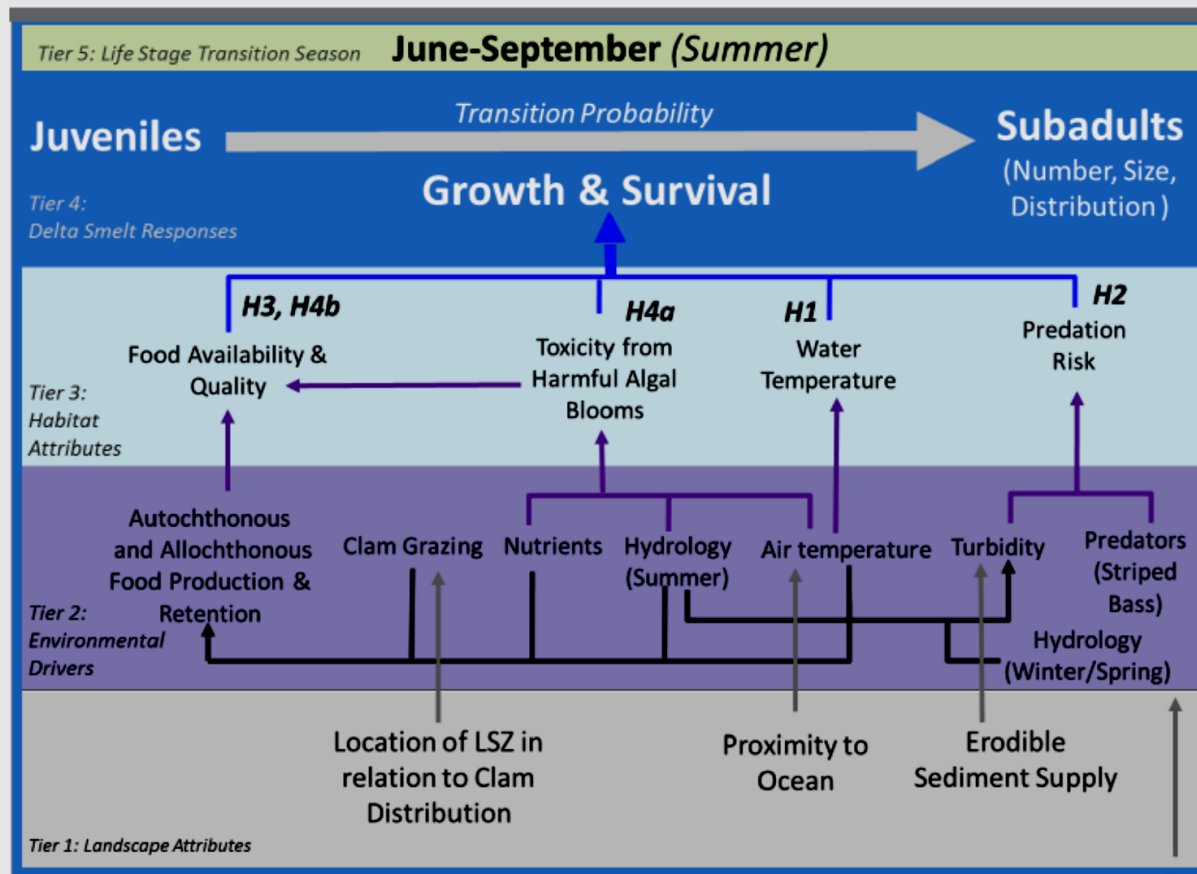 Tier 5: Life Stage Transition Season June-September (Summer)
Transition Probability
Juveniles
Subadults
(Number, Size,
Distribution )
Growth & Survival
Tier 4:
Delta Smelt Responses
H3, H4b
H4a
H1
H2
Food Availability &
Quality
Toxicity from
Harmful Algal
Blooms
Water
Temperature
Predation
Risk
Tier 3:
Habitat
Attributes
Autochthonous
and Allochthonous
Food Production &
Retention
Clam Grazing
Nutrients
Hydrology
(Summer)
Air temperature
Turbidity
Predators
(Striped
Bass)
Hydrology
(Winter/Spring)
Tier 2:
Environmental
Drivers
Location of LSZ in
relation to Clam
Distribution
Proximity to
Ocean
Erodible
Sediment Supply
Tier 1: Landscape Attributes